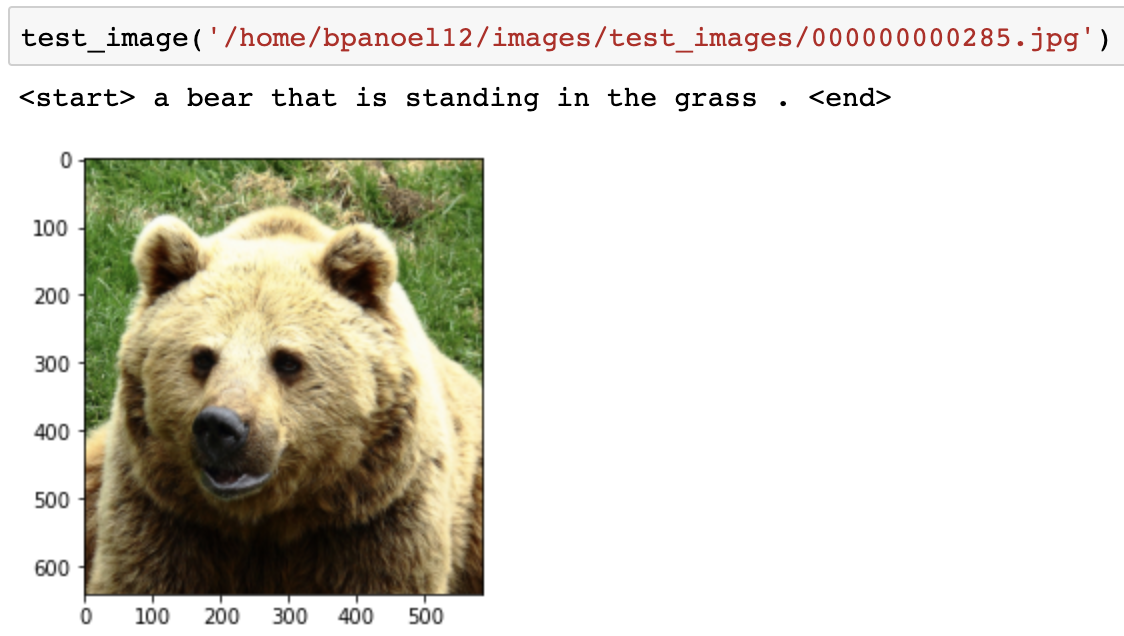 test_image('/home/bpanoel12/images/test_images/000000000285.jpg')
<start> a bear that is standing in the grass . <end>
0
100
200
300
400
500
600
0 100 200 300 400 500